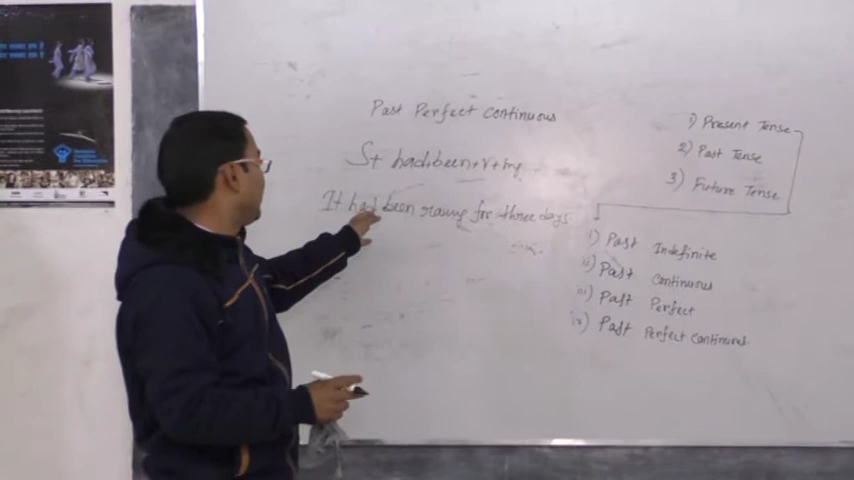 Past Perfect Continuous
S+ had+been+V+ing
It had been raining for three days
1) Present Tense
2) Past Tense
3) Future Tense
i) Past Indefinite
ii) Past Continuous
iii) Past Perfect
iv) Past Perfect Continuous